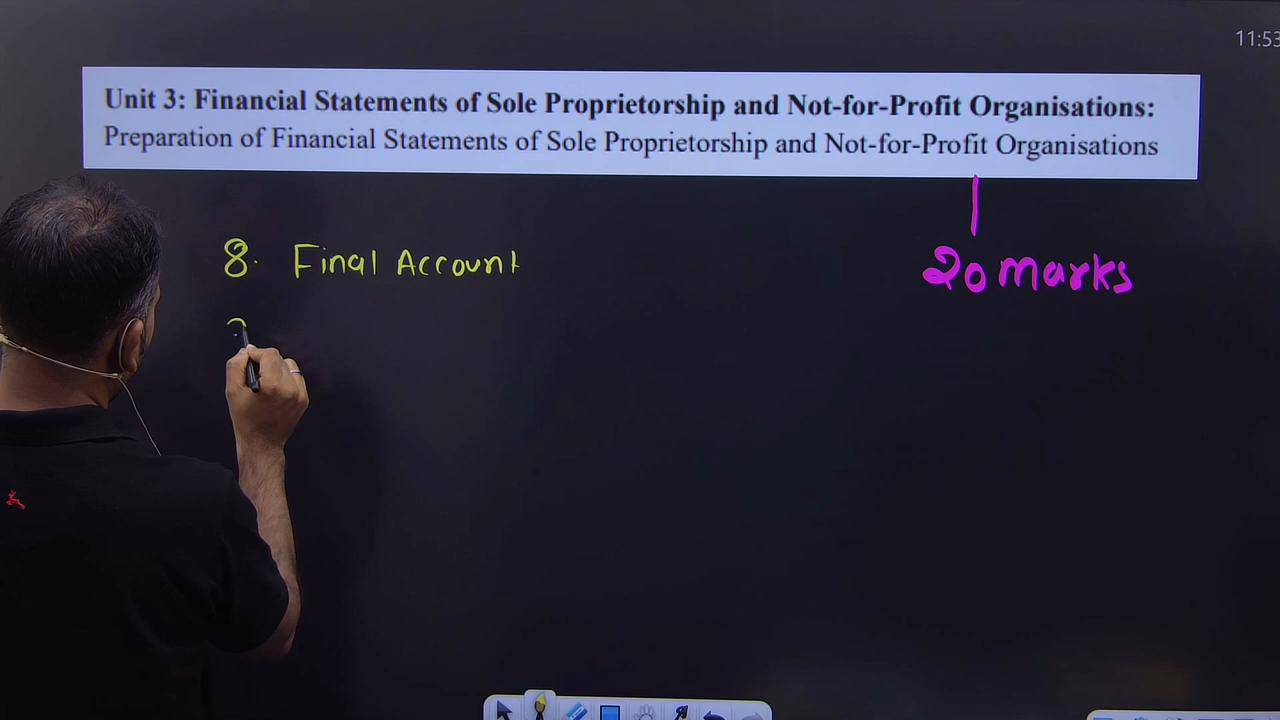 11:53
Unit 3: Financial Statements of Sole Proprietorship and Not-for-Profit Organisations:
Preparation of Financial Statements of Sole Proprietorship and Not-for-Profit Organisations
8. Final Account
20 marks